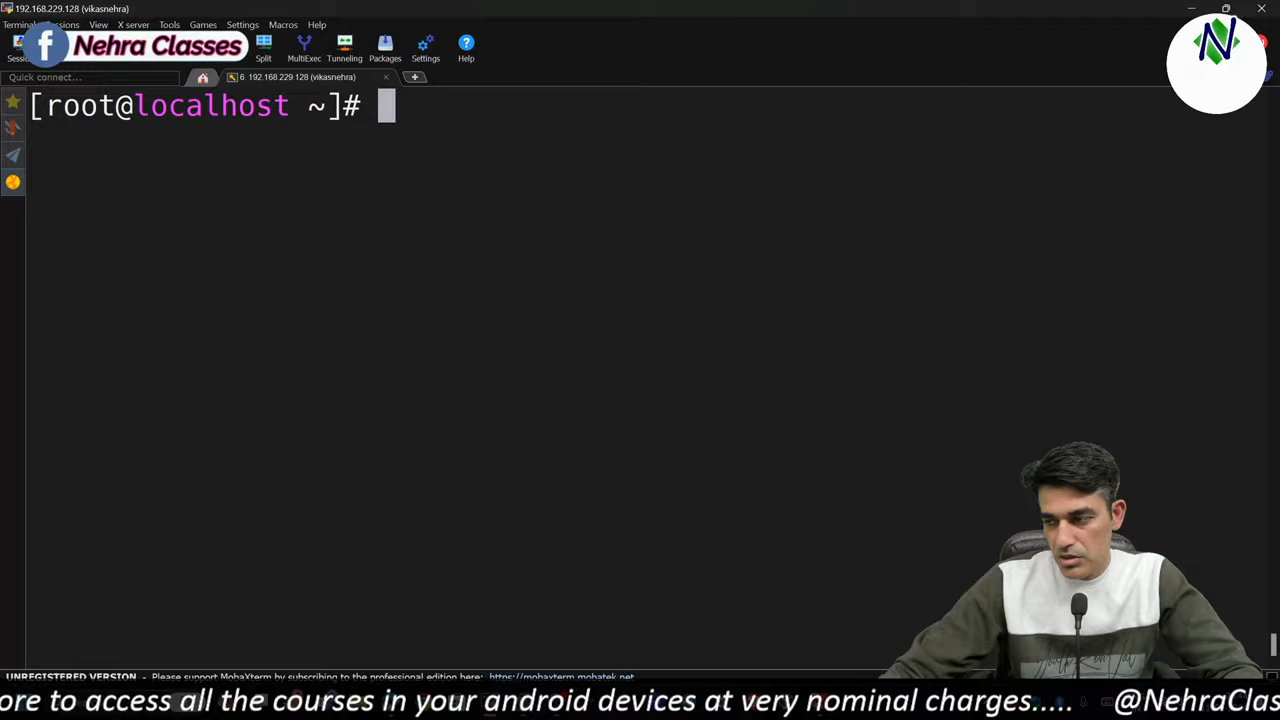 192.168.229.128 (vikasnehra)
Terminal Sessions View X server Tools Games Settings Macros Help
f Nehra Classes
Split MultiExec Tunneling Packages Settings Help
N
Quick connect...
6. 192.168.229.128 (vikasnehra)
[root@localhost ~]#
UNREGISTERED VERSION - Please support MobaXterm by subscribing to the professional edition here: https://mobaxterm.mobatek.net
ore to access all the courses in your android devices at very nominal charges..... @NehraClas